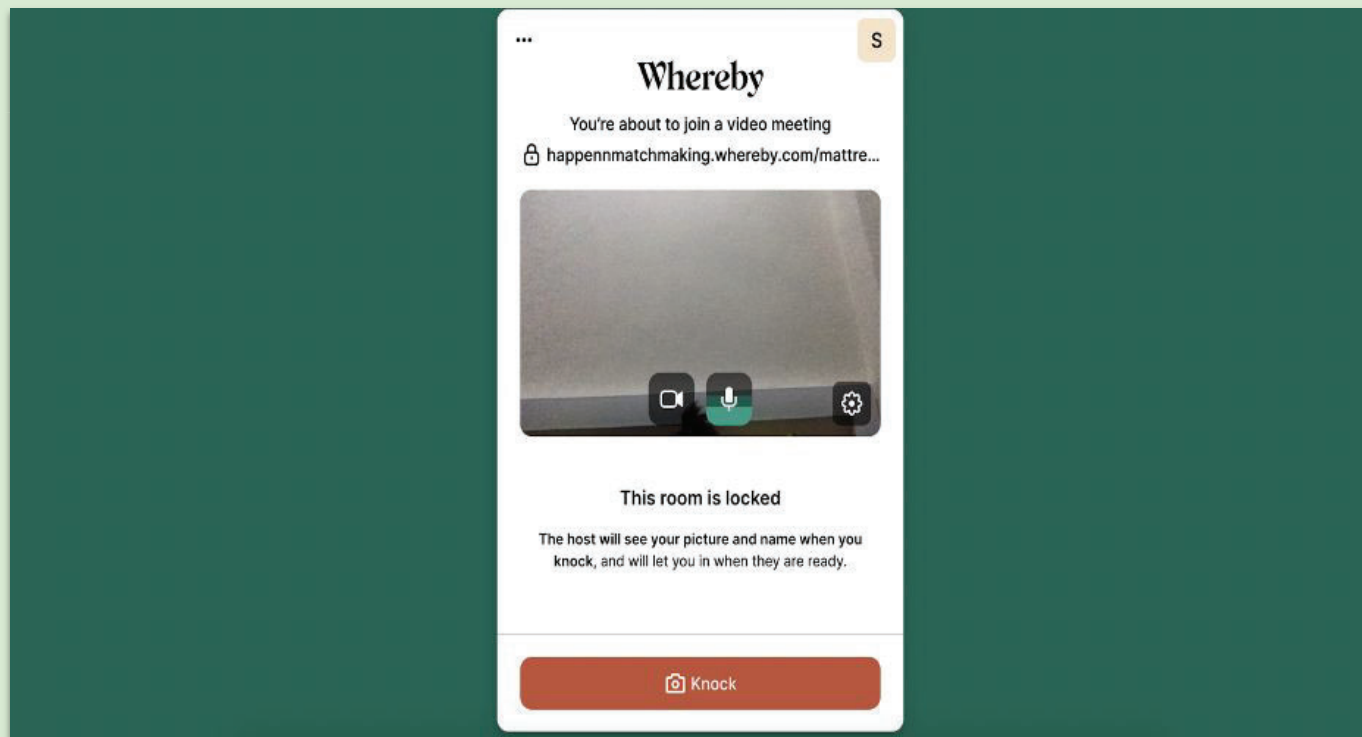 ...
S
Whereby
You're about to join a video meeting
happennmatchmaking.whereby.com/mattre...
This room is locked
The host will see your picture and name when you
knock, and will let you in when they are ready.
Knock